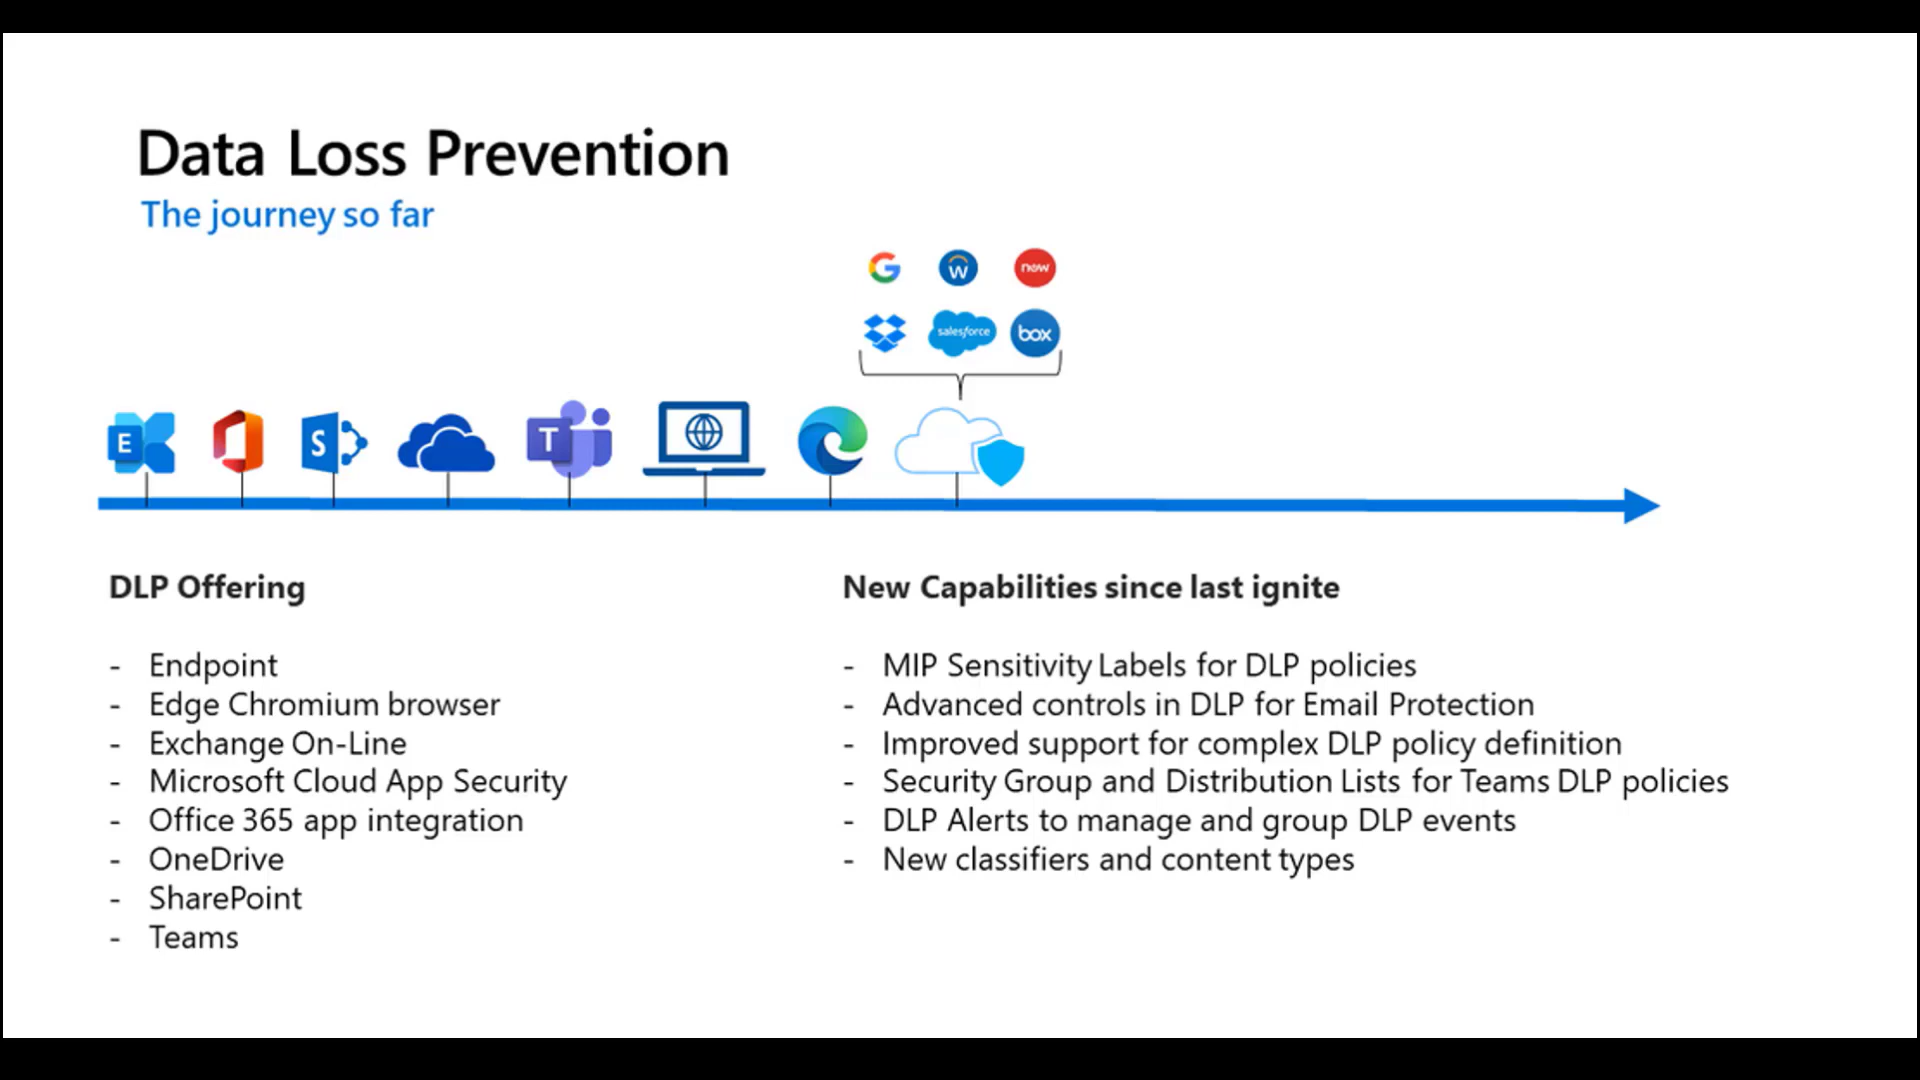 Data Loss Prevention
The journey so far
G
W
now
salesforce
box
E
S
T
DLP Offering
- Endpoint
- Edge Chromium browser
- Exchange On-Line
- Microsoft Cloud App Security
- Office 365 app integration
- OneDrive
- SharePoint
- Teams
New Capabilities since last ignite
- MIP Sensitivity Labels for DLP policies
- Advanced controls in DLP for Email Protection
- Improved support for complex DLP policy definition
- Security Group and Distribution Lists for Teams DLP policies
- DLP Alerts to manage and group DLP events
- New classifiers and content types